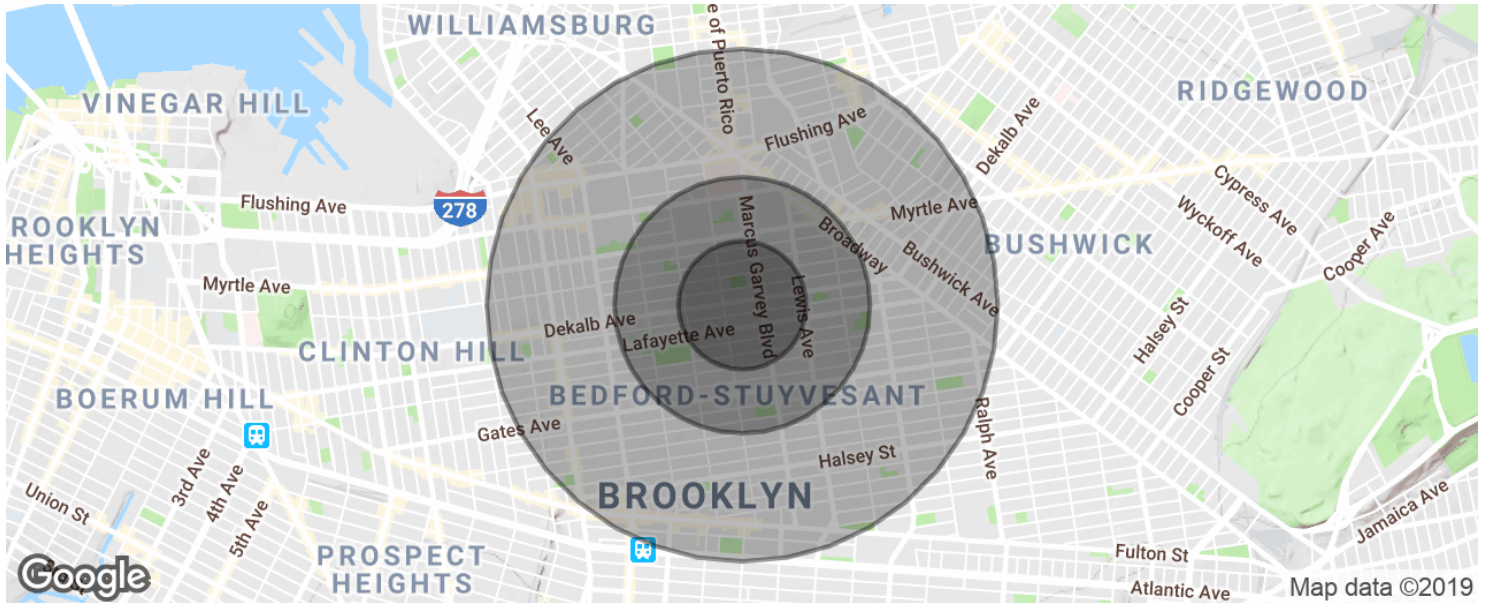 WILLIAMSBURG
e of Puerto Rico
VINEGAR HILL
RIDGEWOOD
Lee Ave
Flushing Ave
Dekalb Ave
Flushing Ave
278
Cypress Ave
Wyckoff Ave
Myrtle Ave
Marcus Garvey Blvd
Broadway
ROOKLYN
HEIGHTS
BUSHWICK
Cooper Ave
Bushwick Ave
Myrtle Ave
Lewis Ave
Halsey St
Dekalb Ave
Lafayette Ave
CLINTON HILL
Cooper St
BOERUM HILL
BEDFORD-STUYVESANT
Gates Ave
Ralph Ave
Halsey St
3rd Ave
4th Ave
5th Ave
Union St
BROOKLYN
Jamaica Ave
PROSPECT
HEIGHTS
Fulton St
Atlantic Ave
Google
Map data ©2019